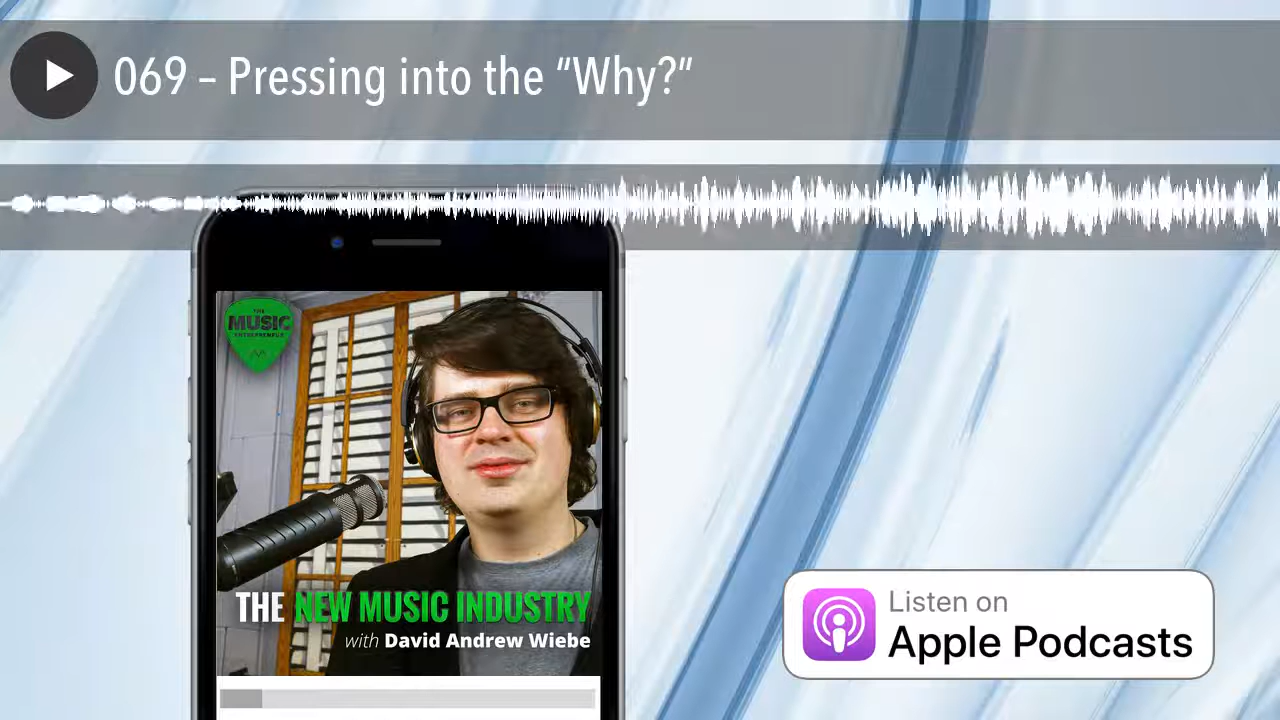 069 – Pressing into the “Why?”
THE
MUSIC
ENTREPRENEUR
THE NEW MUSIC INDUSTRY
with David Andrew Wiebe
Listen on
Apple Podcasts